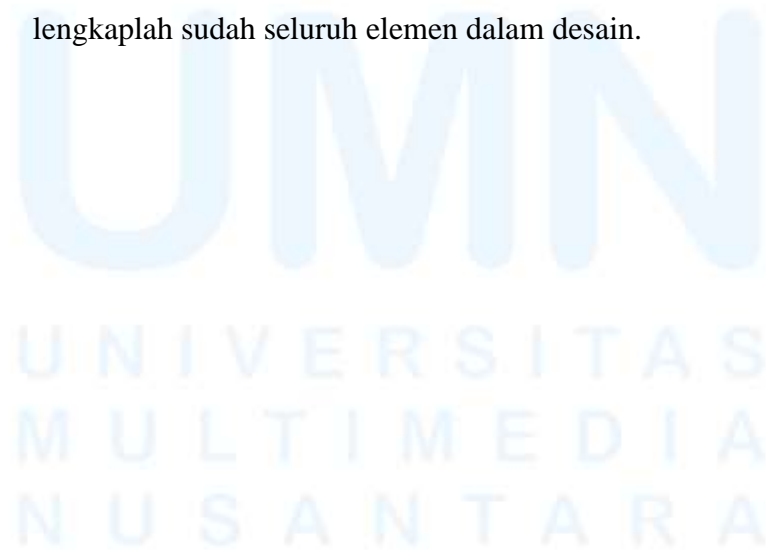 lengkaplah sudah seluruh elemen dalam desain.
UMN
UNIVERSITAS
MULTIMEDIA
NUSANTARA